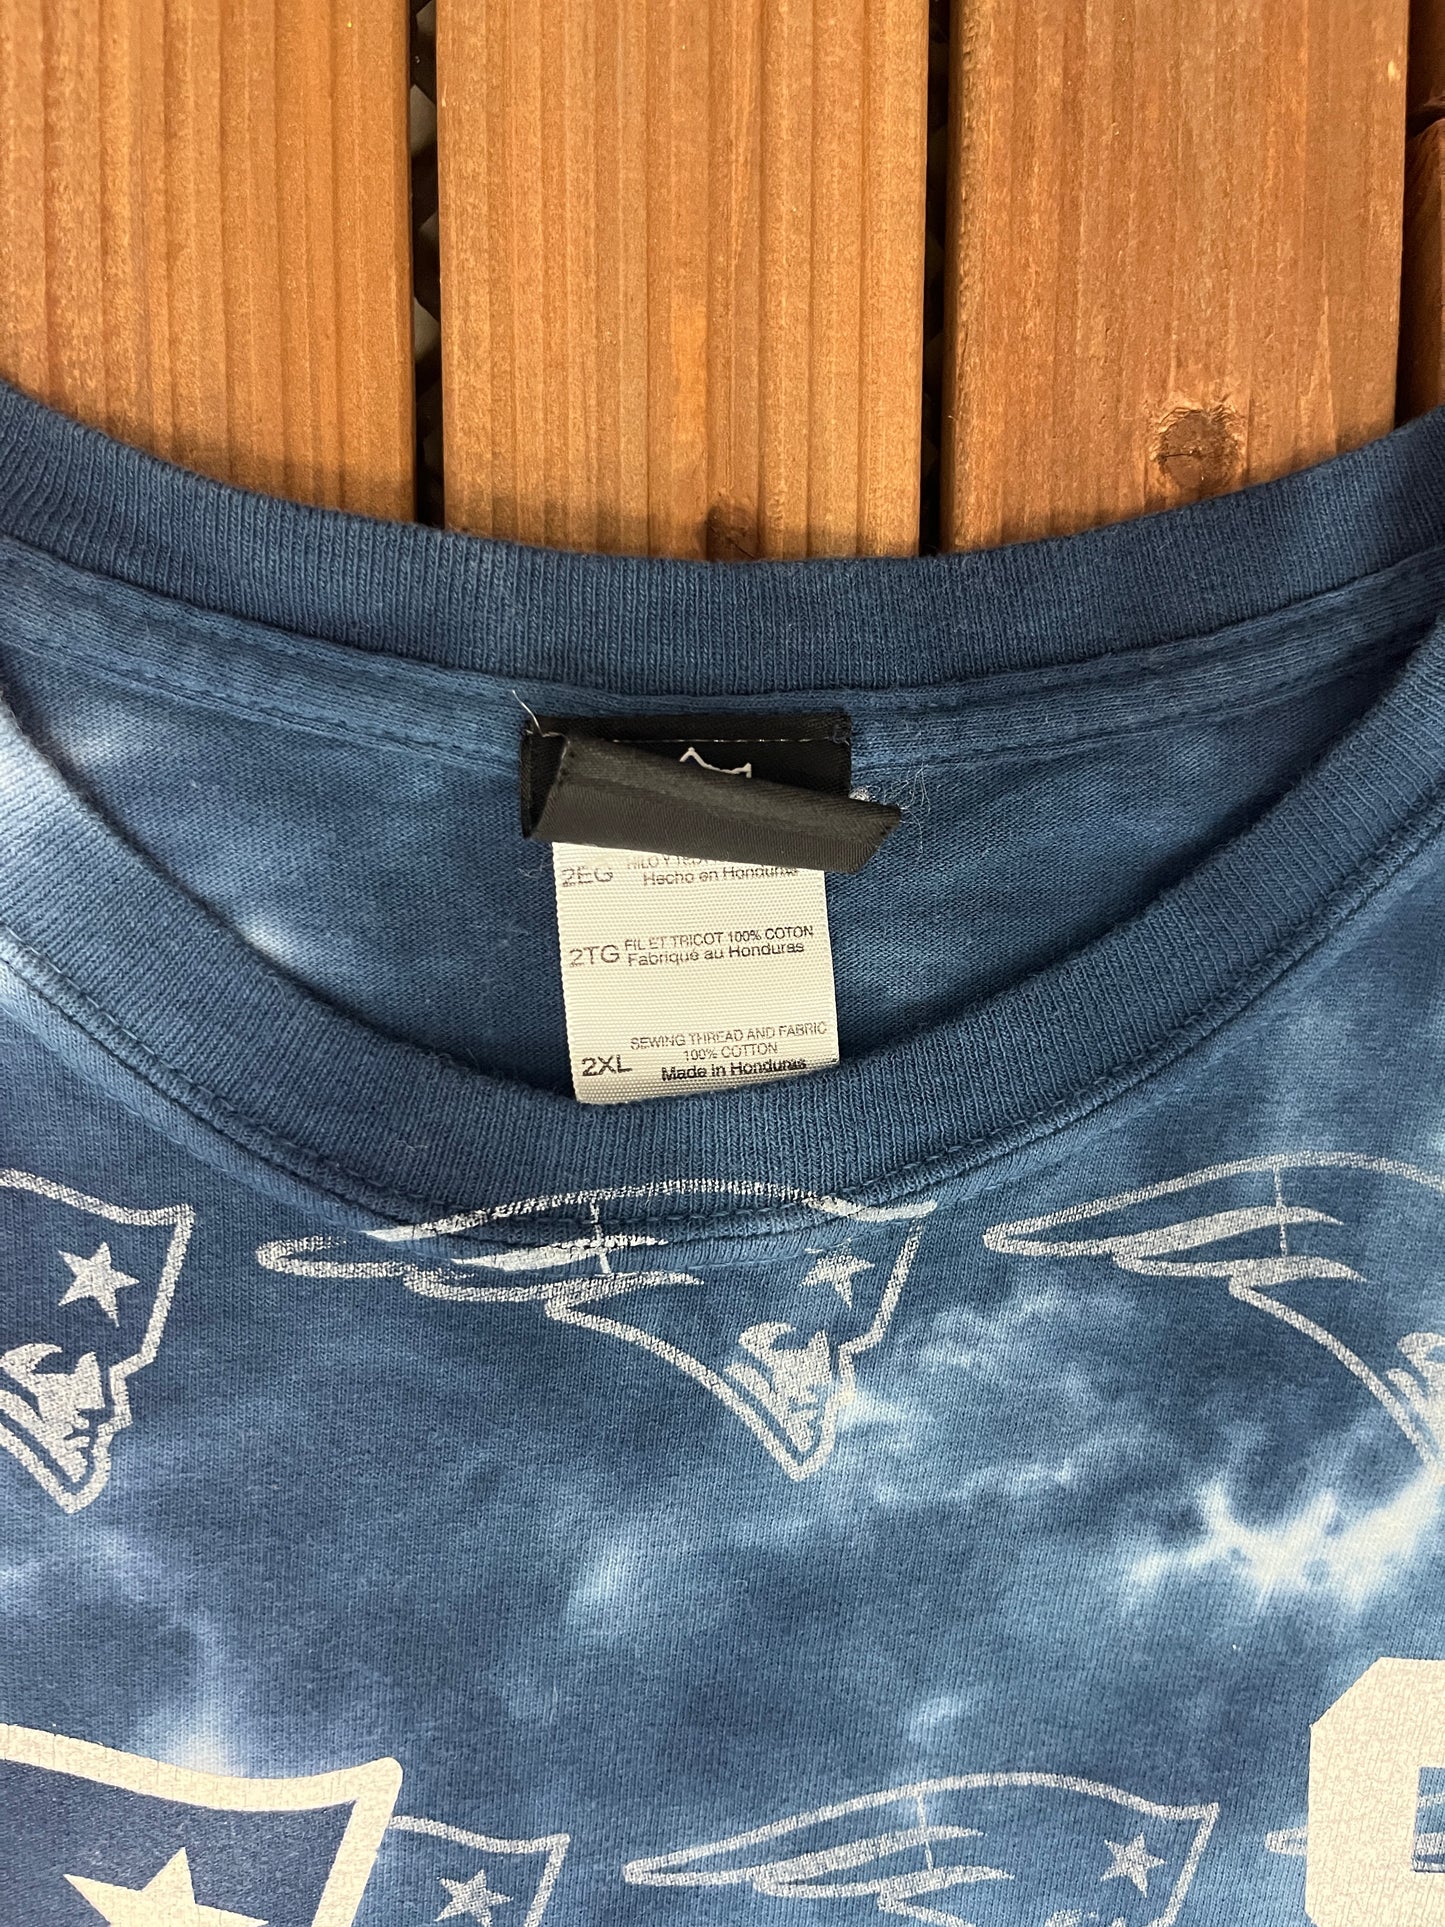 2EG HILO Y
Hecho en Honduras
2TG FIL ET TRICOT 100% COTON
Fabriqué au Honduras
2XL SEWING THREAD AND FABRIC
100% COTTON
Made in Honduras